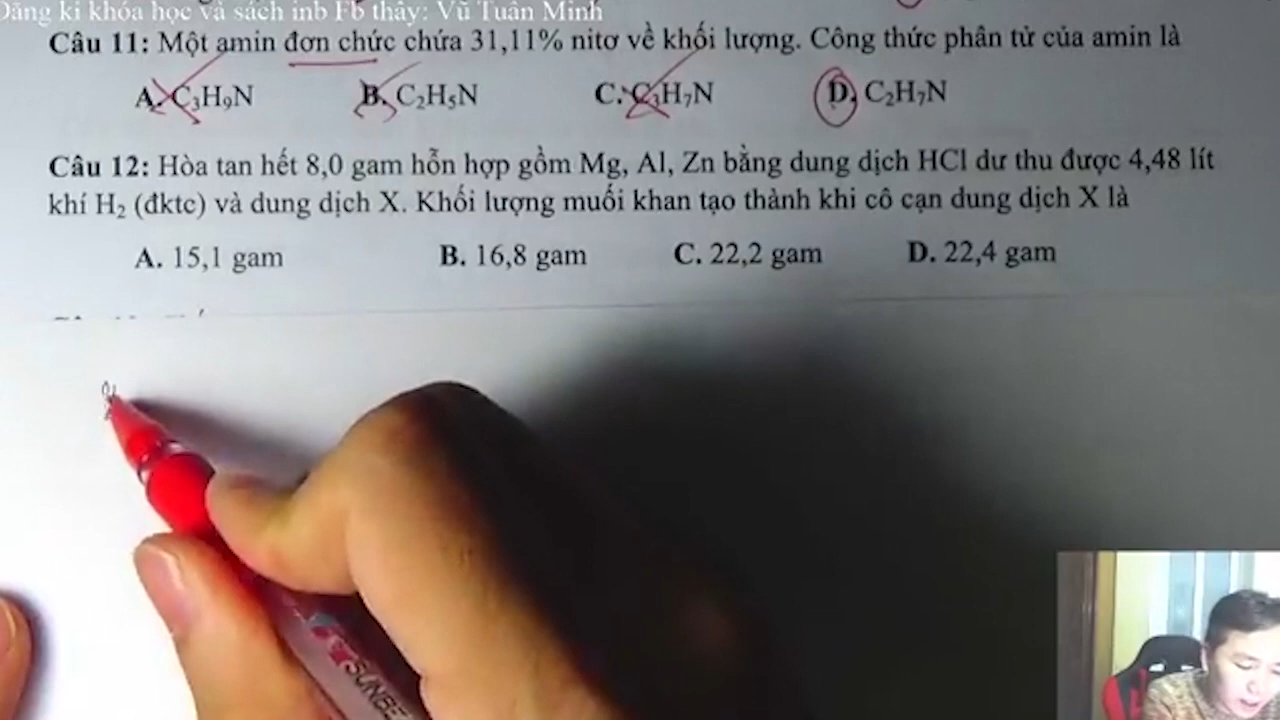 Đăng kí khóa học và sách inb Fb thầy: Vũ Tuấn Minh
Câu 11: Một amin đơn chức chứa 31,11% nitơ về khối lượng. Công thức phân tử của amin là
A. C₃H₉N B. C₂H₅N C. C₃H₇N D. C₂H₇N
Câu 12: Hòa tan hết 8,0 gam hỗn hợp gồm Mg, Al, Zn bằng dung dịch HCl dư thu được 4,48 lít
khí H₂ (đktc) và dung dịch X. Khối lượng muối khan tạo thành khi cô cạn dung dịch X là
A. 15,1 gam B. 16,8 gam C. 22,2 gam D. 22,4 gam
SUNBE